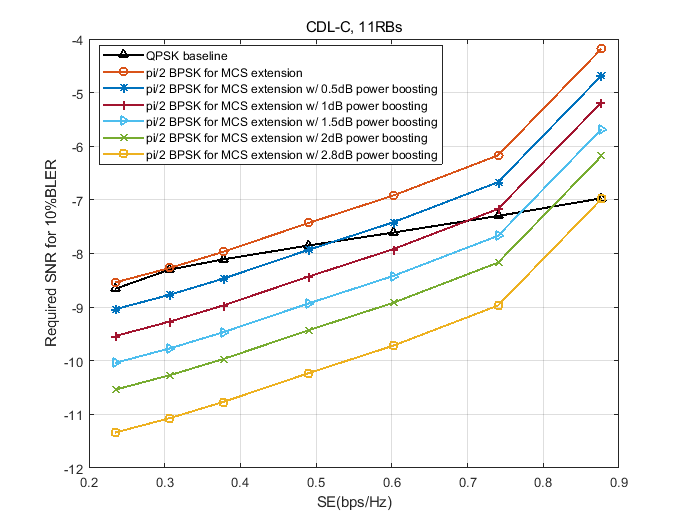 CDL-C, 11RBs
QPSK baseline
pi/2 BPSK for MCS extension
pi/2 BPSK for MCS extension w/ 0.5dB power boosting
pi/2 BPSK for MCS extension w/ 1dB power boosting
pi/2 BPSK for MCS extension w/ 1.5dB power boosting
pi/2 BPSK for MCS extension w/ 2dB power boosting
pi/2 BPSK for MCS extension w/ 2.8dB power boosting
Required SNR for 10%BLER
-4
-5
-6
-7
-8
-9
-10
-11
-12
0.2 0.3 0.4 0.5 0.6 0.7 0.8 0.9
SE(bps/Hz)